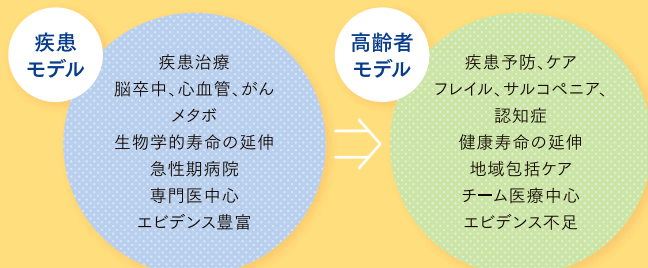 疾患
モデル
疾患治療
脳卒中、心血管、がん
メタボ
生物学的寿命の延伸
急性期病院
専門医中心
エビデンス豊富
高齢者
モデル
疾患予防、ケア
フレイル、サルコペニア、
認知症
健康寿命の延伸
地域包括ケア
チーム医療中心
エビデンス不足